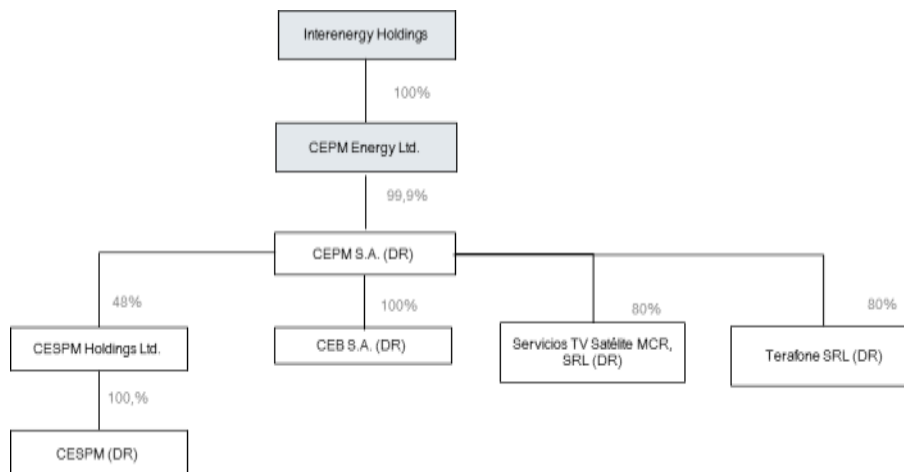 Interenergy Holdings
100%
CEPM Energy Ltd.
99,9%
CEPM S.A. (DR)
48%
100%
80%
80%
CESPM Holdings Ltd.
CEB S.A. (DR)
Servicios TV Satélite MCR,
SRL (DR)
Terafone SRL (DR)
100,%
CESPM (DR)